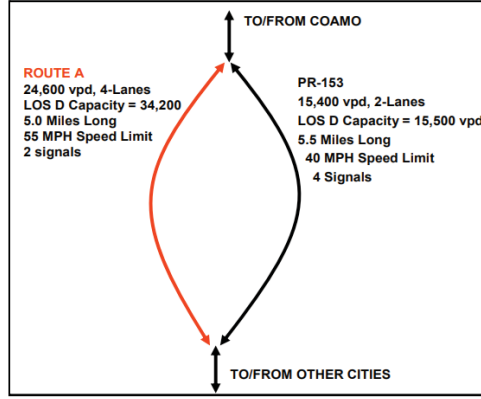 TO/FROM COAMO
ROUTE A
24,600 vpd, 4-Lanes
LOS D Capacity = 34,200
5.0 Miles Long
55 MPH Speed Limit
2 signals
PR-153
15,400 vpd, 2-Lanes
LOS D Capacity = 15,500 vpd
5.5 Miles Long
40 MPH Speed Limit
4 Signals
TO/FROM OTHER CITIES